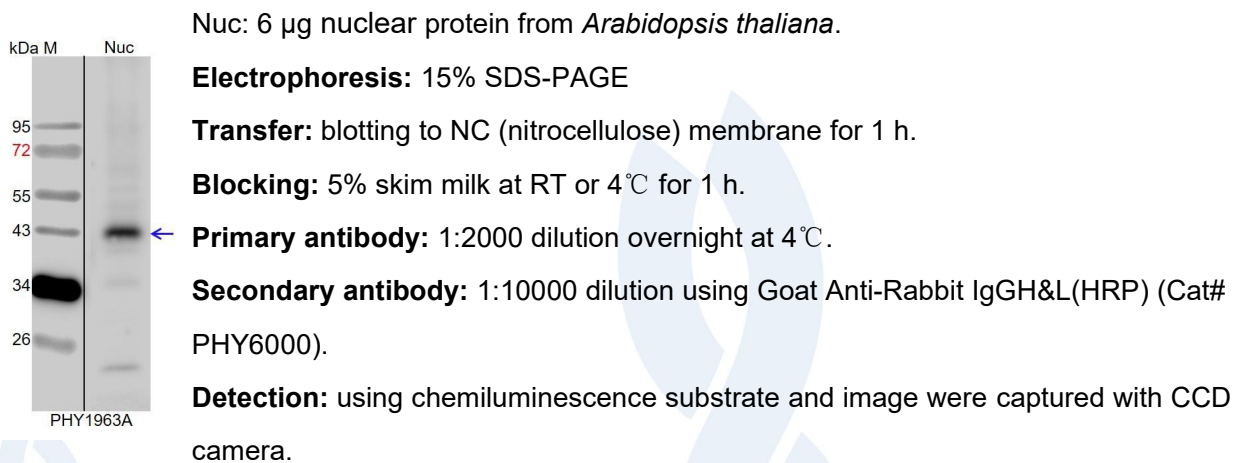 Nuc: 6 µg nuclear protein from Arabidopsis thaliana.
kDa M Nuc
Electrophoresis: 15% SDS-PAGE
95
Transfer: blotting to NC (nitrocellulose) membrane for 1 h.
72
Blocking: 5% skim milk at RT or 4℃ for 1 h.
55
43
Primary antibody: 1:2000 dilution overnight at 4℃.
34
Secondary antibody: 1:10000 dilution using Goat Anti-Rabbit IgGH&L(HRP) (Cat#
26
PHY6000).
Detection: using chemiluminescence substrate and image were captured with CCD
PHY1963A
camera.